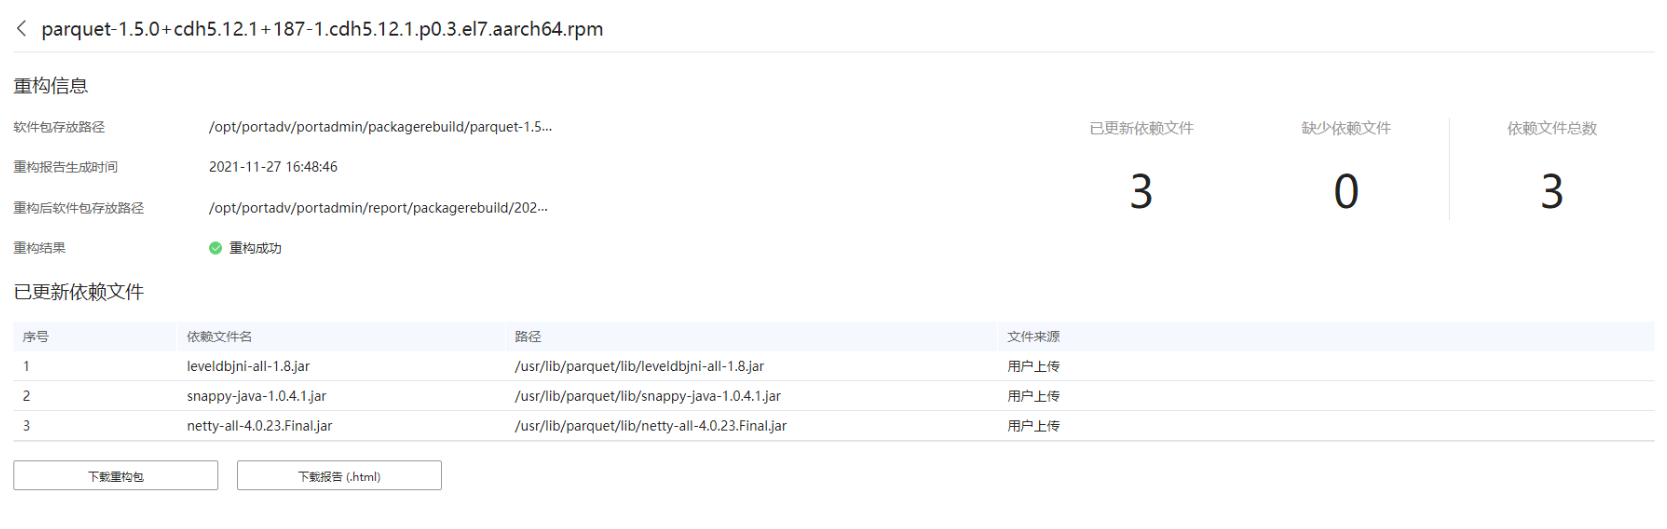 parquet-1.5.0+cdh5.12.1+187-1.cdh5.12.1.p0.3.el7.aarch64.rpm
重构信息
软件包存放路径 /opt/portadv/portadmin/packagerebuild/parquet-1.5...
重构报告生成时间 2021-11-27 16:48:46
重构后软件包存放路径 /opt/portadv/portadmin/report/packagerebuild/202...
重构结果 重构成功
已更新依赖文件 缺少依赖文件 依赖文件总数
3 0 3
已更新依赖文件
序号 依赖文件名 路径 文件来源
1 leveldbjni-all-1.8.jar /usr/lib/parquet/lib/leveldbjni-all-1.8.jar 用户上传
2 snappy-java-1.0.4.1.jar /usr/lib/parquet/lib/snappy-java-1.0.4.1.jar 用户上传
3 netty-all-4.0.23.Final.jar /usr/lib/parquet/lib/netty-all-4.0.23.Final.jar 用户上传
下载重构包 下载报告 (.html)